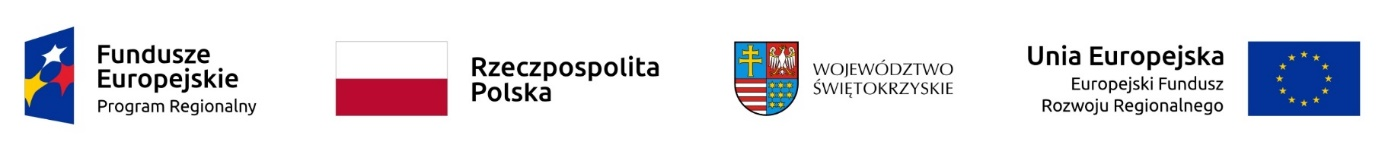 Fundusze
Europejskie
Program Regionalny
Rzeczpospolita
Polska
WOJEWÓDZTWO
ŚWIĘTOKRZYSKIE
Unia Europejska
Europejski Fundusz
Rozwoju Regionalnego